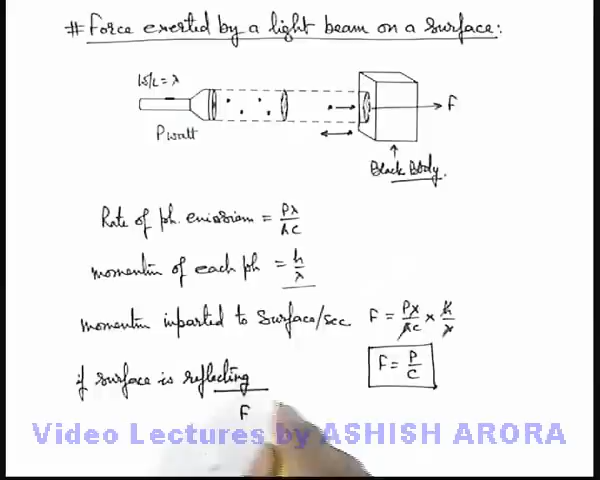 # Force exerted by a light beam on a surface:
W/L = λ
P watt
F
Black Body.
Rate of ph. emission = Pλ/hc
momentum of each ph = h/λ
momentum imparted to surface/sec F = Pλ/hc × h/λ
F = P/c
if surface is reflecting
F
Video Lectures by ASHISH ARORA